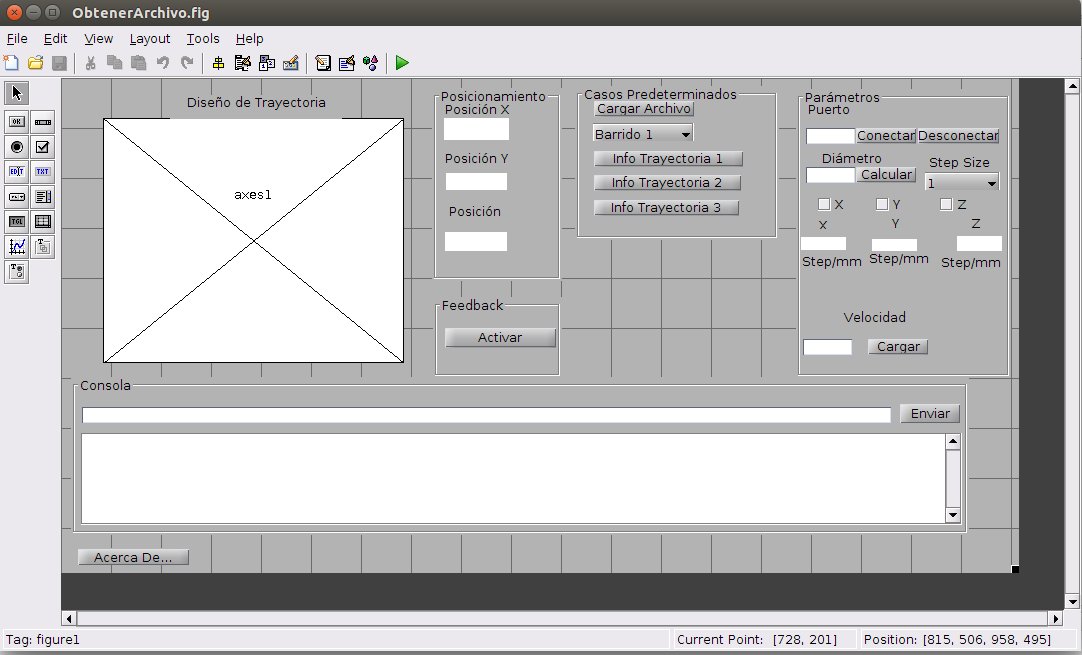 ObtenerArchivo.fig
File Edit View Layout Tools Help
OK
EDIT TXT
TGL
Diseño de Trayectoria
axes1
Posicionamiento
Posición X
Posición Y
Posición
Feedback
Activar
Casos Predeterminados
Cargar Archivo
Barrido 1
Info Trayectoria 1
Info Trayectoria 2
Info Trayectoria 3
Parámetros
Puerto
Conectar Desconectar
Diámetro Step Size
Calcular 1
X Y Z
X Y Z
Step/mm Step/mm Step/mm
Velocidad
Cargar
Consola
Enviar
Acerca De...
Tag: figure1 Current Point: [728, 201] Position: [815, 506, 958, 495]